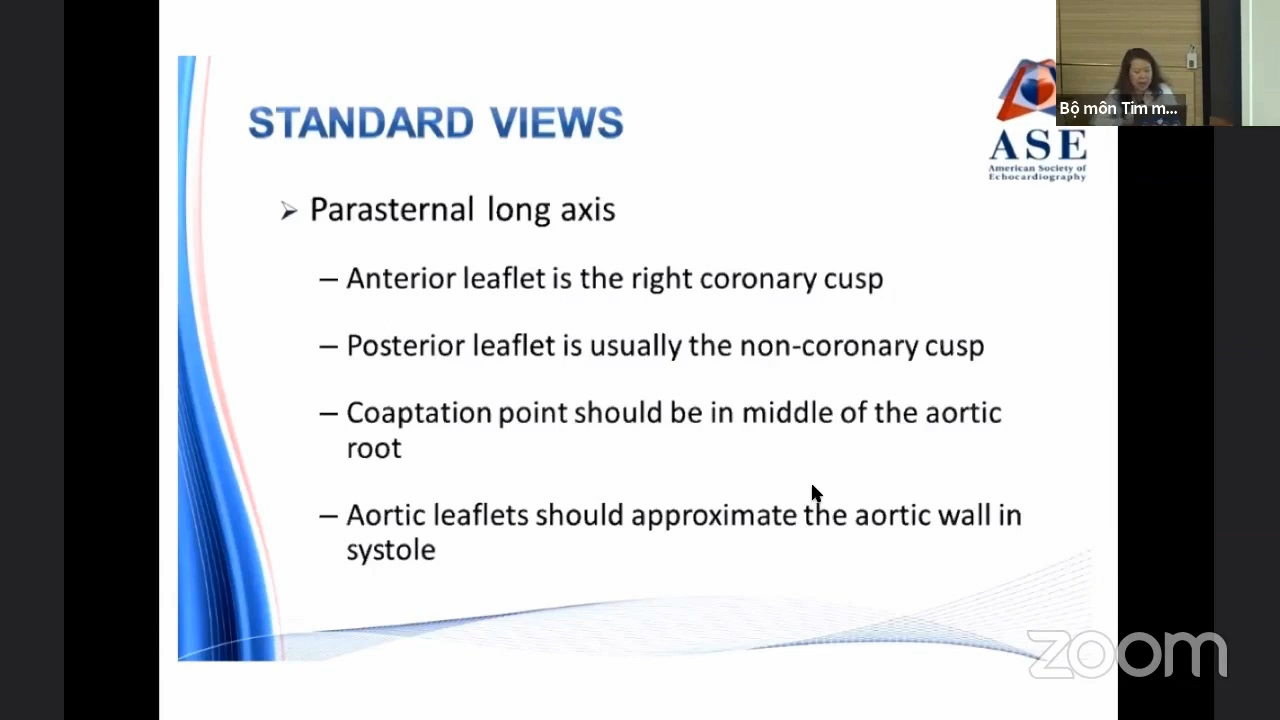 Bộ môn Tim m...
STANDARD VIEWS
ASE
American Society of
Echocardiography
➢ Parasternal long axis
– Anterior leaflet is the right coronary cusp
– Posterior leaflet is usually the non-coronary cusp
– Coaptation point should be in middle of the aortic
root
– Aortic leaflets should approximate the aortic wall in
systole
zoom